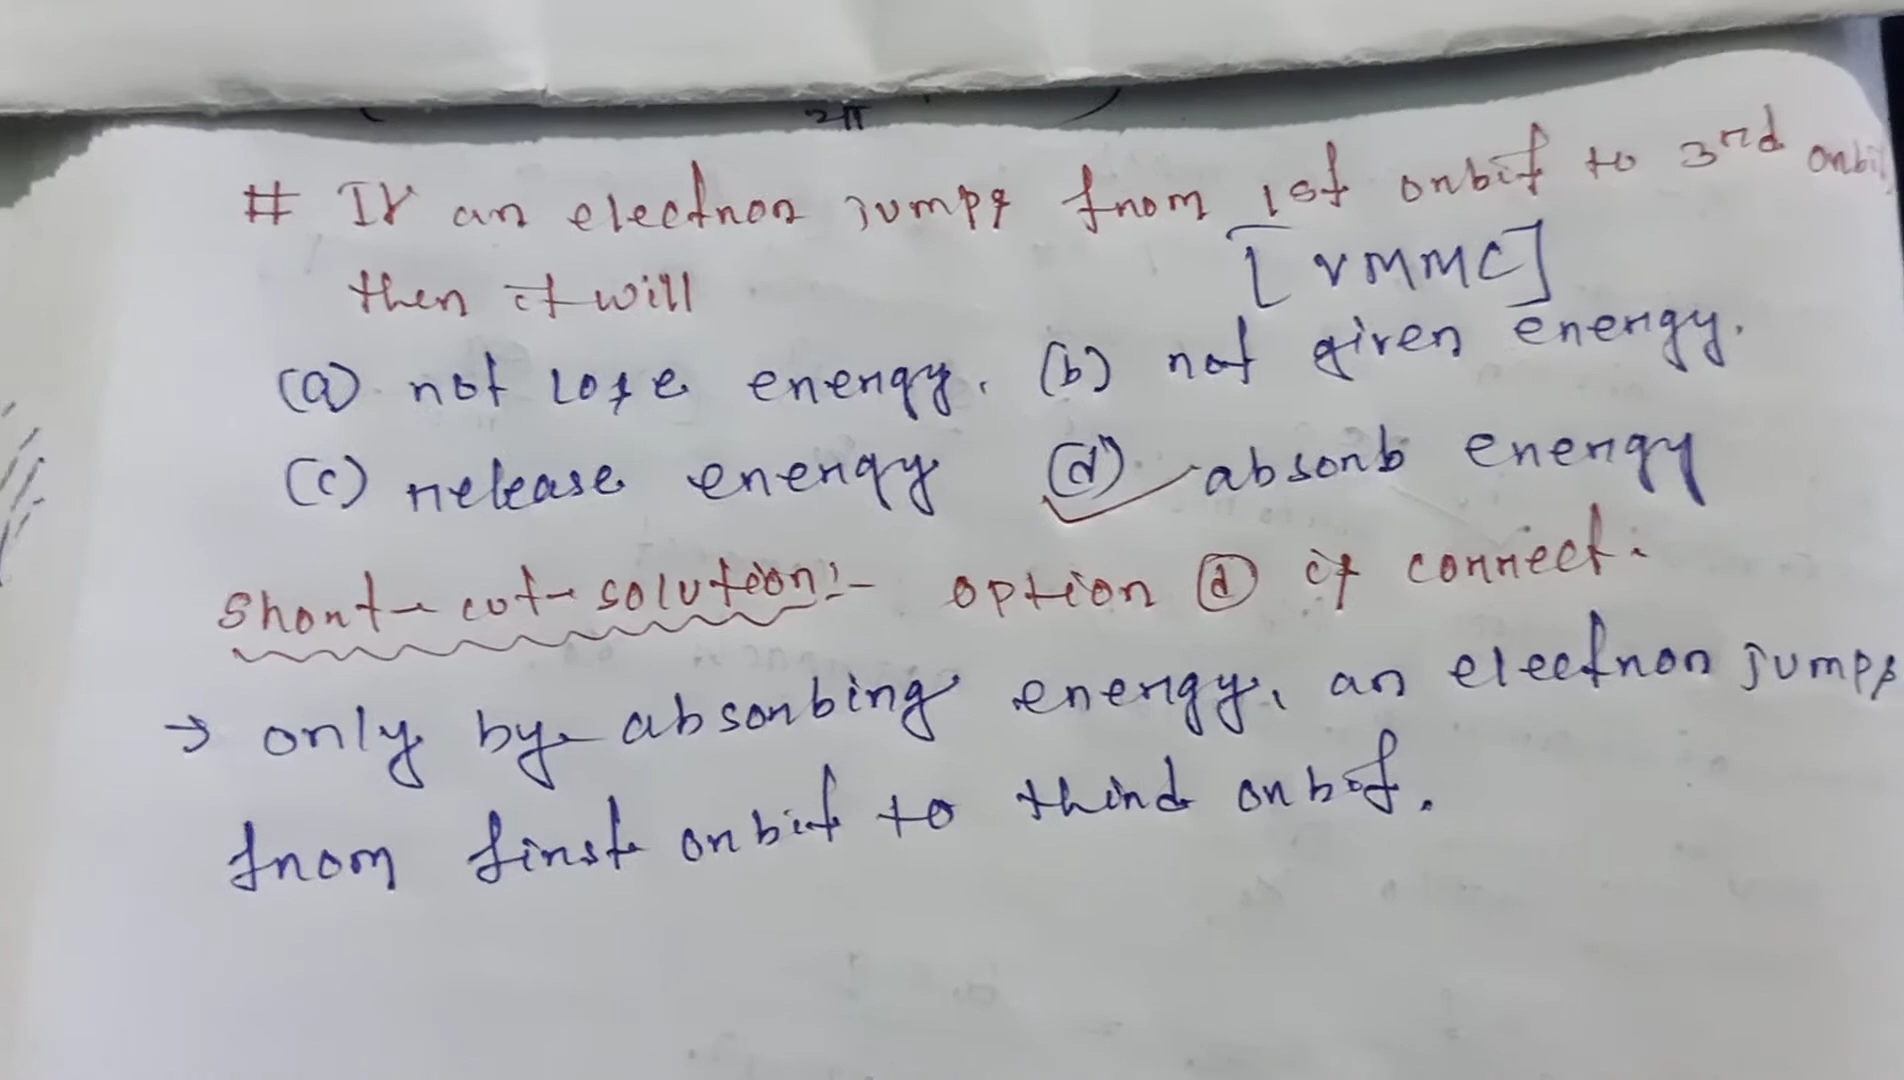 2π
# If an electron jumps from 1st orbit to 3rd orbit
then it will [VMMC]
(a) not lose energy. (b) not given energy.
(c) release energy (d) absorb energy
Short-cut-solution:- option (d) is correct.
→ only by absorbing energy, an electron jumps
from first orbit to third orbit.